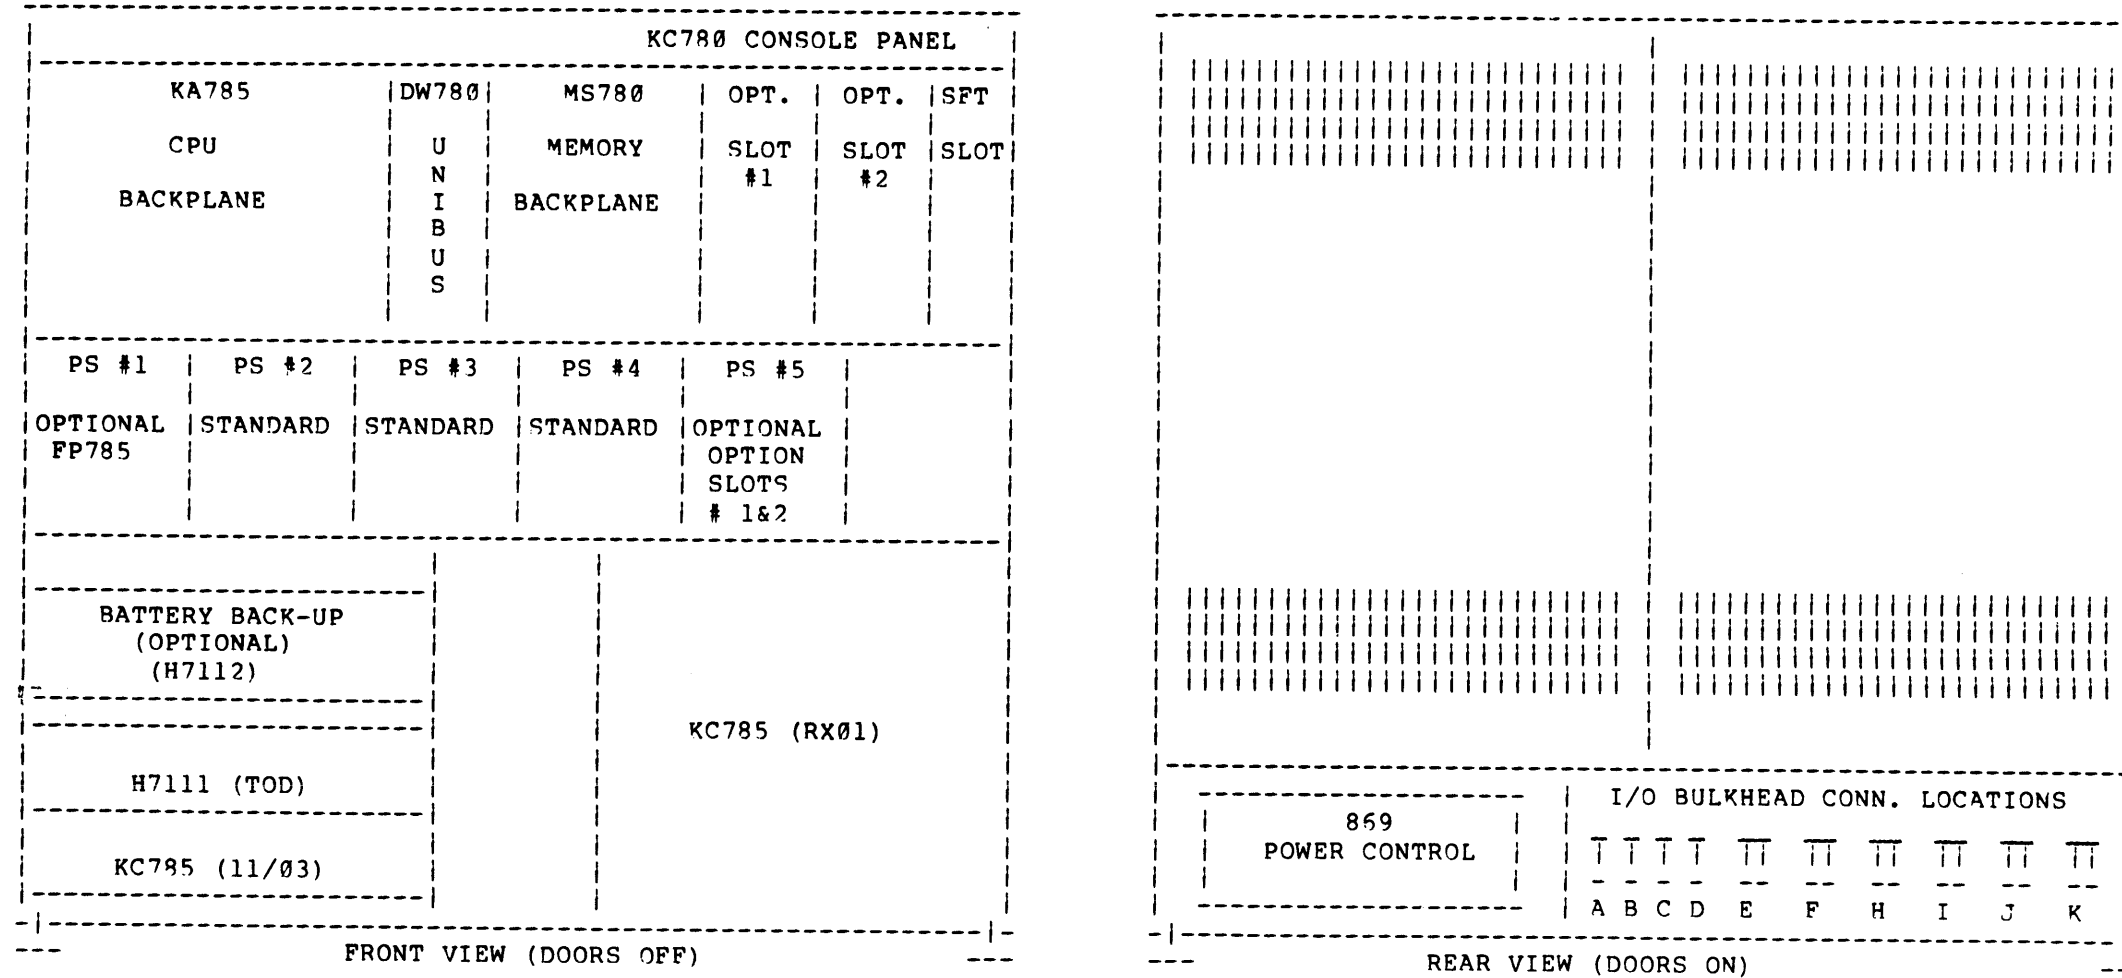 KC780 CONSOLE PANEL
KA785 DW780 MS780 OPT. OPT. SFT
CPU U MEMORY SLOT SLOT SLOT
N #1 #2
BACKPLANE I BACKPLANE
B
U
S
PS #1 PS #2 PS #3 PS #4 PS #5
OPTIONAL STANDARD STANDARD STANDARD OPTIONAL
FP785 OPTION
SLOTS
# 1&2
BATTERY BACK-UP
(OPTIONAL)
(H7112)
KC785 (RX01)
H7111 (TOD)
KC785 (11/03)
FRONT VIEW (DOORS OFF)
I/O BULKHEAD CONN. LOCATIONS
869
POWER CONTROL
A B C D E F H I J K
REAR VIEW (DOORS ON)